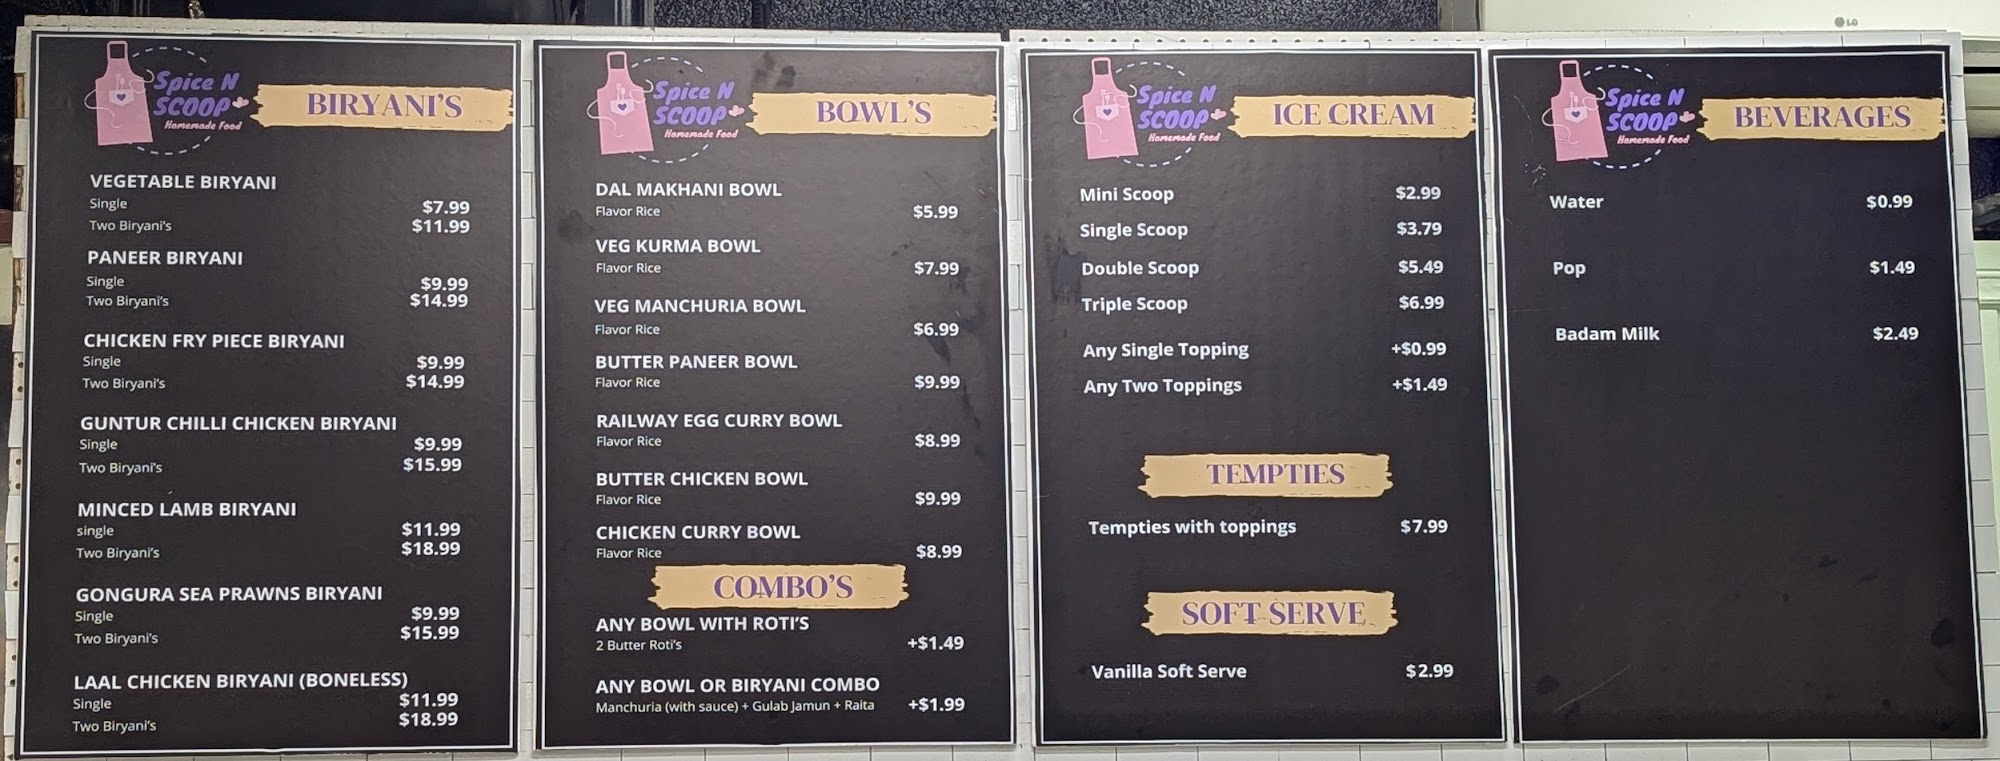 LG
Spice N
SCOOP
Homemade Food
BIRYANI'S
VEGETABLE BIRYANI
Single $7.99
Two Biryani's $11.99
PANEER BIRYANI
Single $9.99
Two Biryani's $14.99
CHICKEN FRY PIECE BIRYANI
Single $9.99
Two Biryani's $14.99
GUNTUR CHILLI CHICKEN BIRYANI
Single $9.99
Two Biryani's $15.99
MINCED LAMB BIRYANI
single $11.99
Two Biryani's $18.99
GONGURA SEA PRAWNS BIRYANI
Single $9.99
Two Biryani's $15.99
LAAL CHICKEN BIRYANI (BONELESS)
Single $11.99
Two Biryani's $18.99
Spice N
SCOOP
Homemade Food
BOWL'S
DAL MAKHANI BOWL
Flavor Rice $5.99
VEG KURMA BOWL
Flavor Rice $7.99
VEG MANCHURIA BOWL
Flavor Rice $6.99
BUTTER PANEER BOWL
Flavor Rice $9.99
RAILWAY EGG CURRY BOWL
Flavor Rice $8.99
BUTTER CHICKEN BOWL
Flavor Rice $9.99
CHICKEN CURRY BOWL
Flavor Rice $8.99
COMBO'S
ANY BOWL WITH ROTI'S
2 Butter Roti's +$1.49
ANY BOWL OR BIRYANI COMBO
Manchuria (with sauce) + Gulab Jamun + Raita +$1.99
Spice N
SCOOP
Homemade Food
ICE CREAM
Mini Scoop $2.99
Single Scoop $3.79
Double Scoop $5.49
Triple Scoop $6.99
Any Single Topping +$0.99
Any Two Toppings +$1.49
TEMPTIES
Tempties with toppings $7.99
SOFT SERVE
Vanilla Soft Serve $2.99
Spice N
SCOOP
Homemade Food
BEVERAGES
Water $0.99
Pop $1.49
Badam Milk $2.49